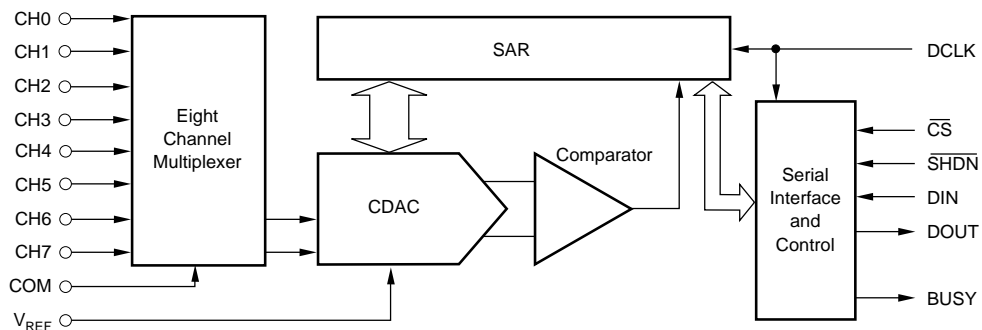 CH0
CH1
CH2
CH3
CH4
CH5
CH6
CH7
COM
VREF
Eight
Channel
Multiplexer
SAR
CDAC
Comparator
Serial
Interface
and
Control
DCLK
CS
SHDN
DIN
DOUT
BUSY